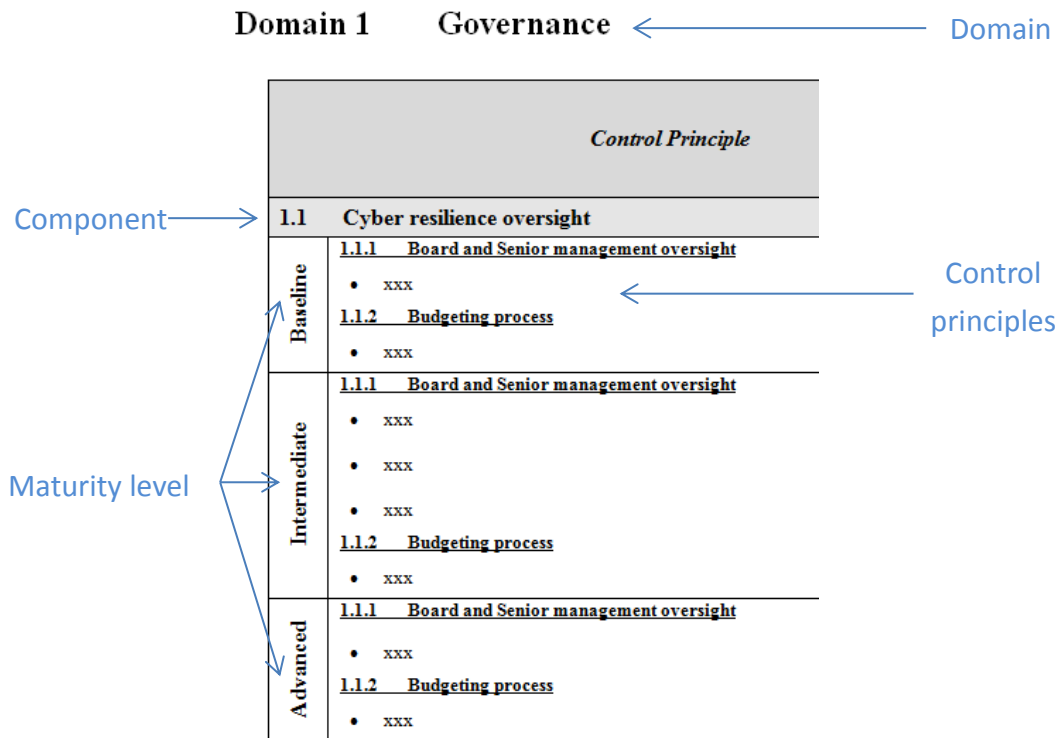 Domain 1 Governance
Domain
Control Principle
Component
1.1 Cyber resilience oversight
Baseline
1.1.1 Board and Senior management oversight
• xxx
1.1.2 Budgeting process
• xxx
Control
principles
Maturity level
Intermediate
1.1.1 Board and Senior management oversight
• xxx
• xxx
• xxx
1.1.2 Budgeting process
• xxx
Advanced
1.1.1 Board and Senior management oversight
• xxx
1.1.2 Budgeting process
• xxx